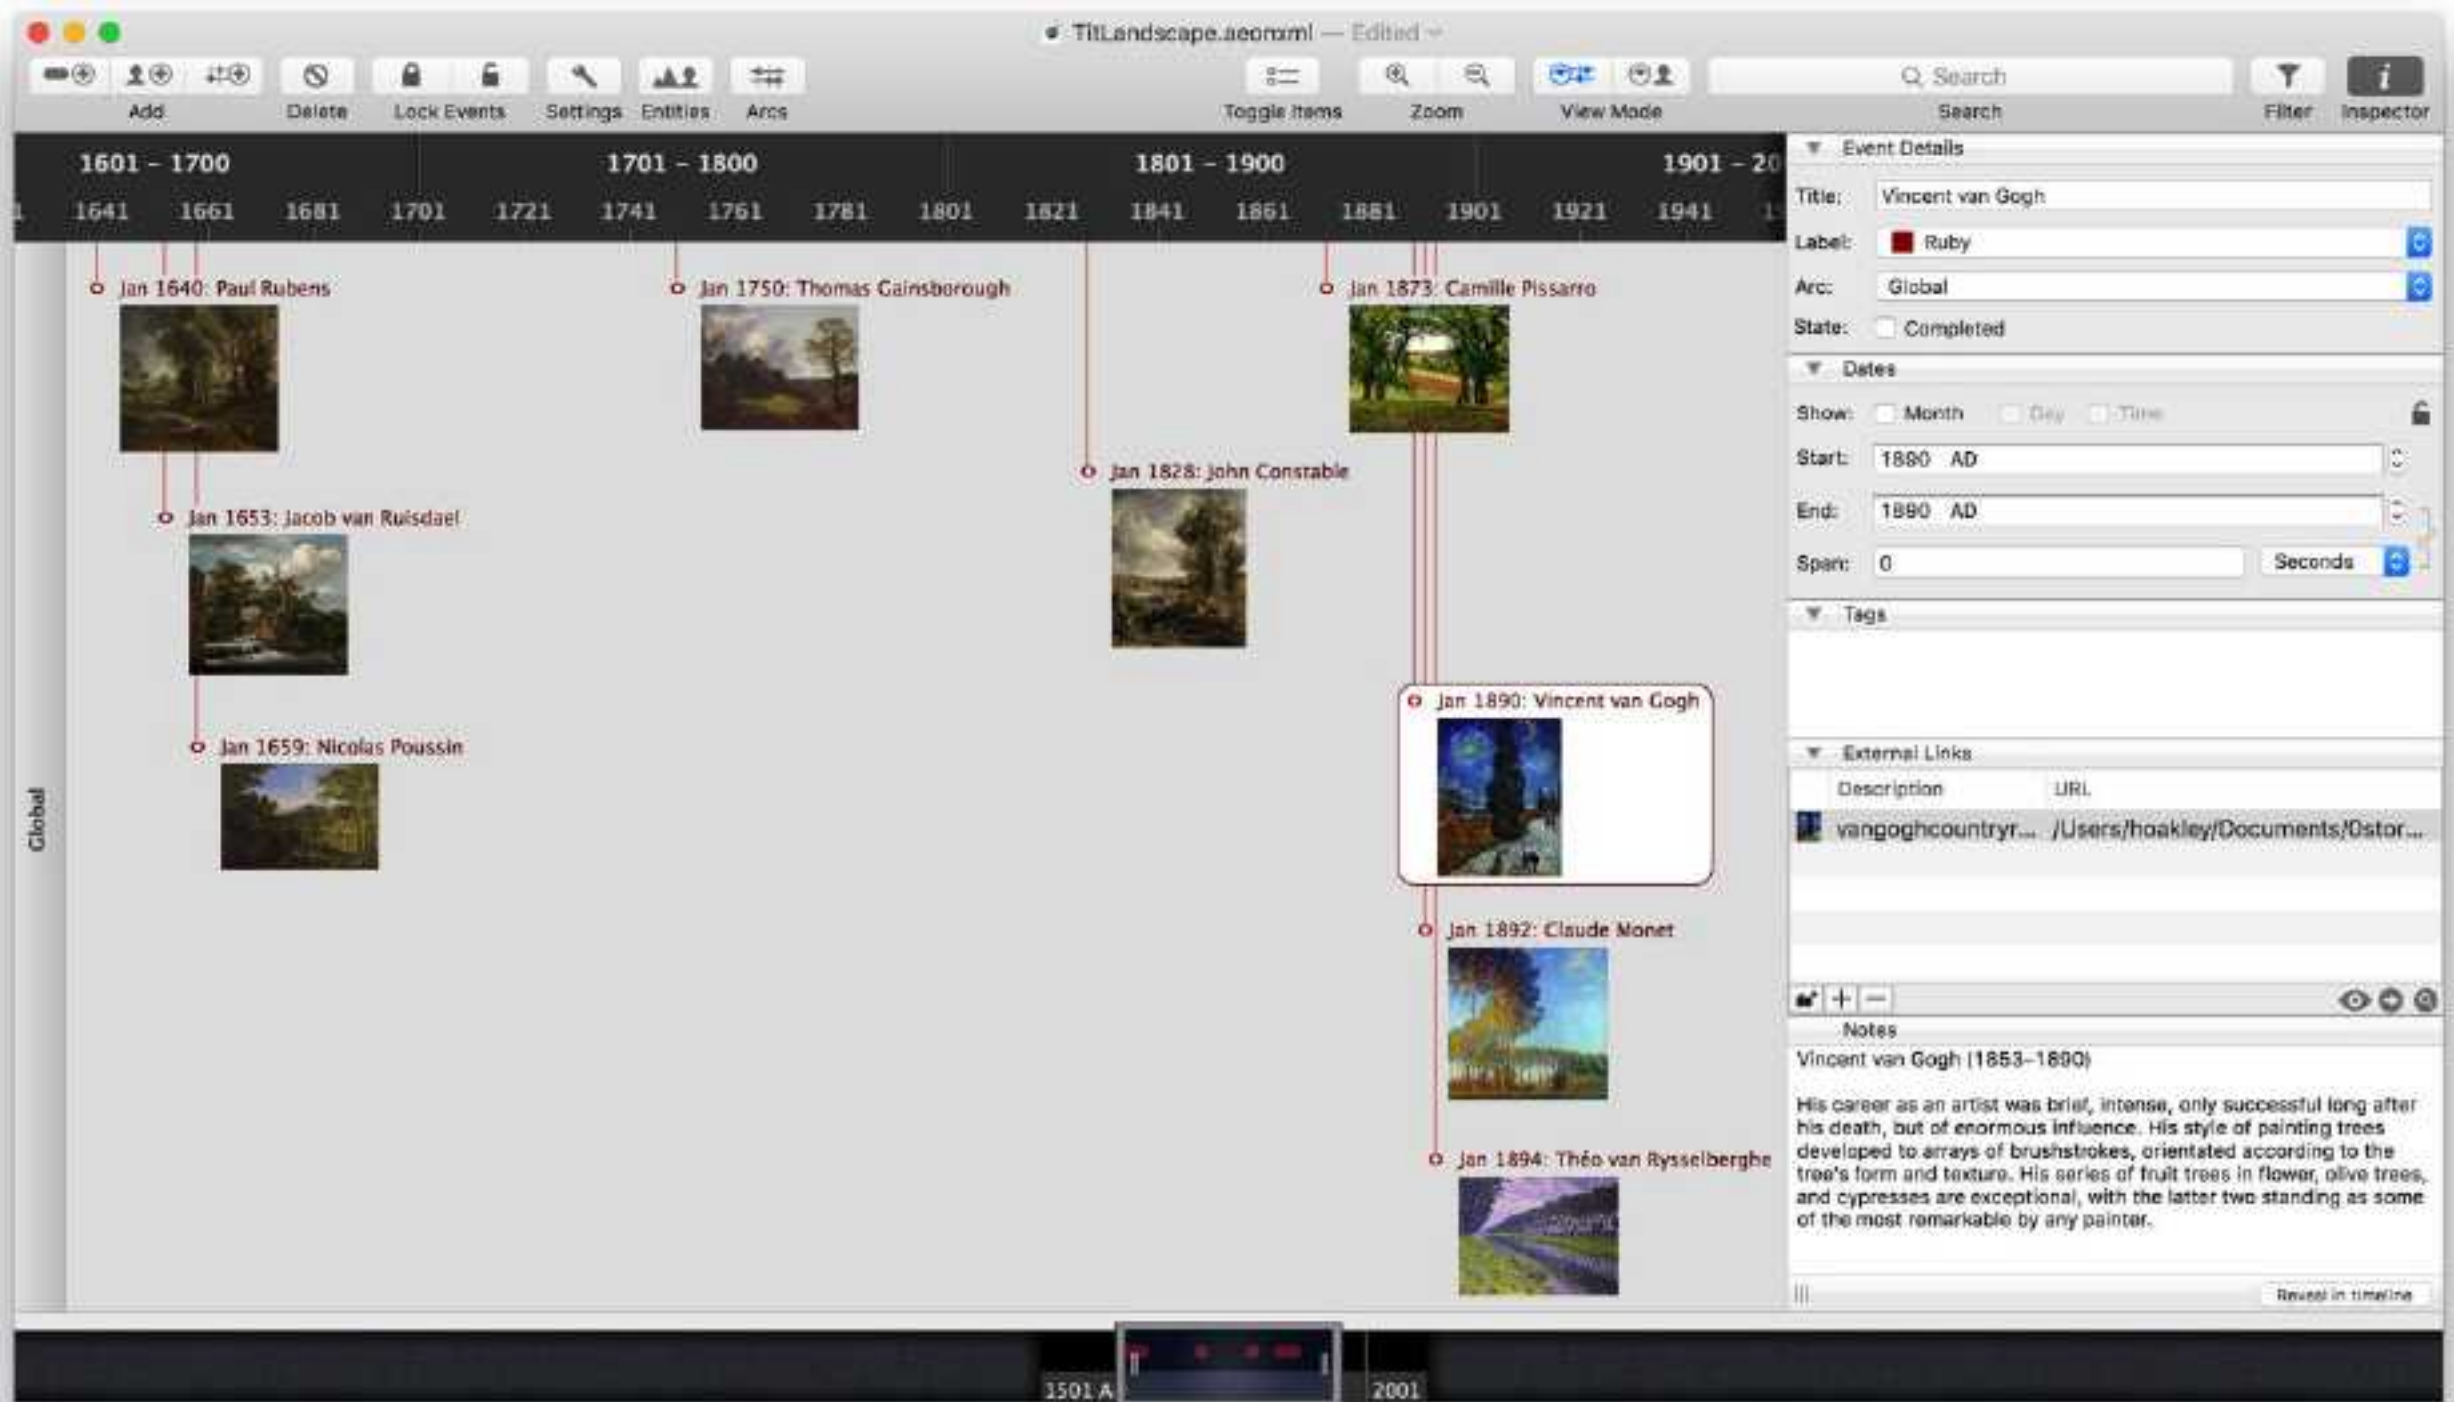 TitLandscape.aeonxml — Edited
Add
Delete
Lock Events
Settings
Entities
Arcs
Toggle Items
Zoom
View Mode
Search
Search
Filter
Inspector
1601 – 1700 1701 – 1800 1801 – 1900 1901 – 20
1641 1661 1681 1701 1721 1741 1761 1781 1801 1821 1841 1861 1881 1901 1921 1941
Global
Jan 1640: Paul Rubens
Jan 1750: Thomas Gainsborough
Jan 1873: Camille Pissarro
Jan 1828: John Constable
Jan 1653: Jacob van Ruisdael
Jan 1890: Vincent van Gogh
Jan 1659: Nicolas Poussin
Jan 1892: Claude Monet
Jan 1894: Théo van Rysselberghe
Event Details
Title: Vincent van Gogh
Label: Ruby
Arc: Global
State: Completed
Dates
Show: Month Day Time
Start: 1890 AD
End: 1890 AD
Span: 0 Seconds
Tags
External Links
Description URL
vangoghcountryr... /Users/hoakley/Documents/0stor...
Notes
Vincent van Gogh (1853–1890)
His career as an artist was brief, intense, only successful long after
his death, but of enormous influence. His style of painting trees
developed to arrays of brushstrokes, orientated according to the
tree's form and texture. His series of fruit trees in flower, olive trees,
and cypresses are exceptional, with the latter two standing as some
of the most remarkable by any painter.
Reveal in timeline
1501 A
2001